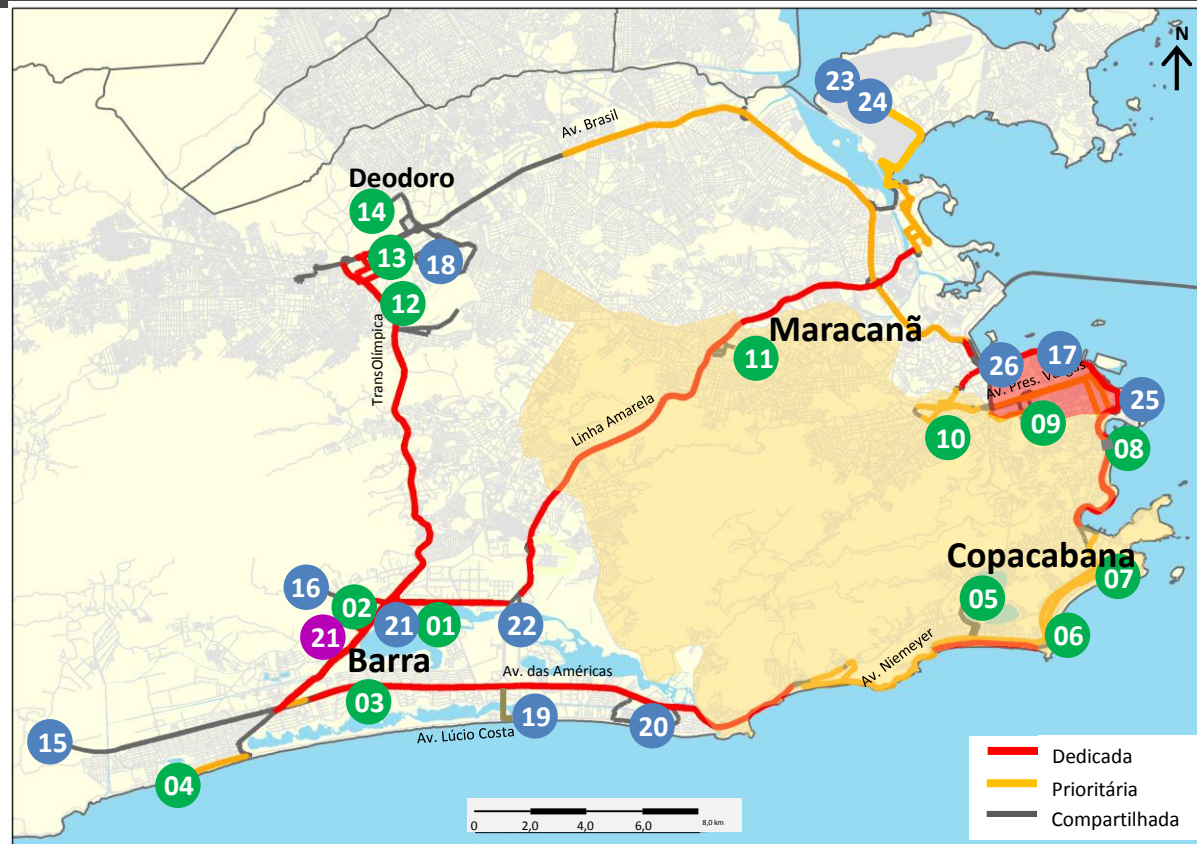 N
23
24
Av. Brasil
Deodoro
14
13
18
12
TransOlímpica
Maracanã
11
Linha Amarela
26
17
Av. Pres. Vargas
25
09
10
08
Copacabana
07
05
06
Av. Niemeyer
16
02
21
01
22
21
Barra
Av. das Américas
03
19
20
Av. Lúcio Costa
15
04
0
2,0
4,0
6,0
8,0 km
Dedicada
Prioritária
Compartilhada